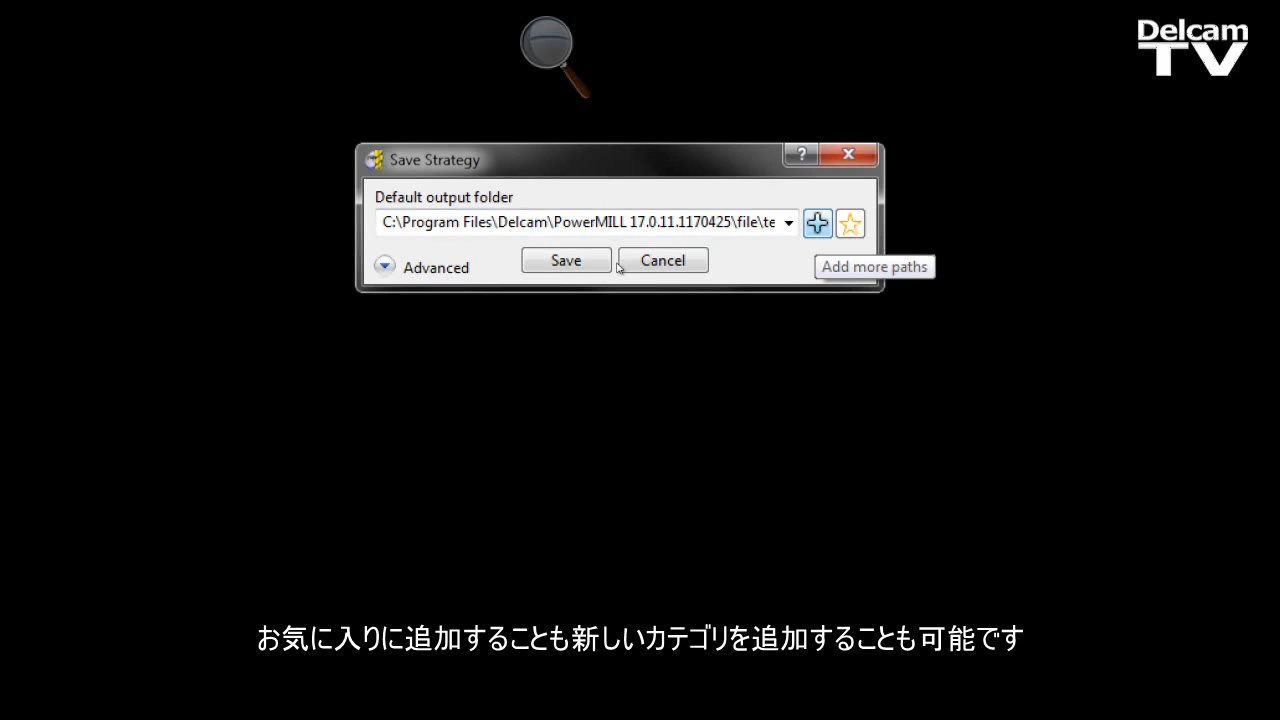 Delcam
TV
Save Strategy
Default output folder
C:\Program Files\Delcam\PowerMILL 17.0.11.1170425\file\te
Advanced
Save
Cancel
Add more paths
お気に入りに追加することも新しいカテゴリを追加することも可能です